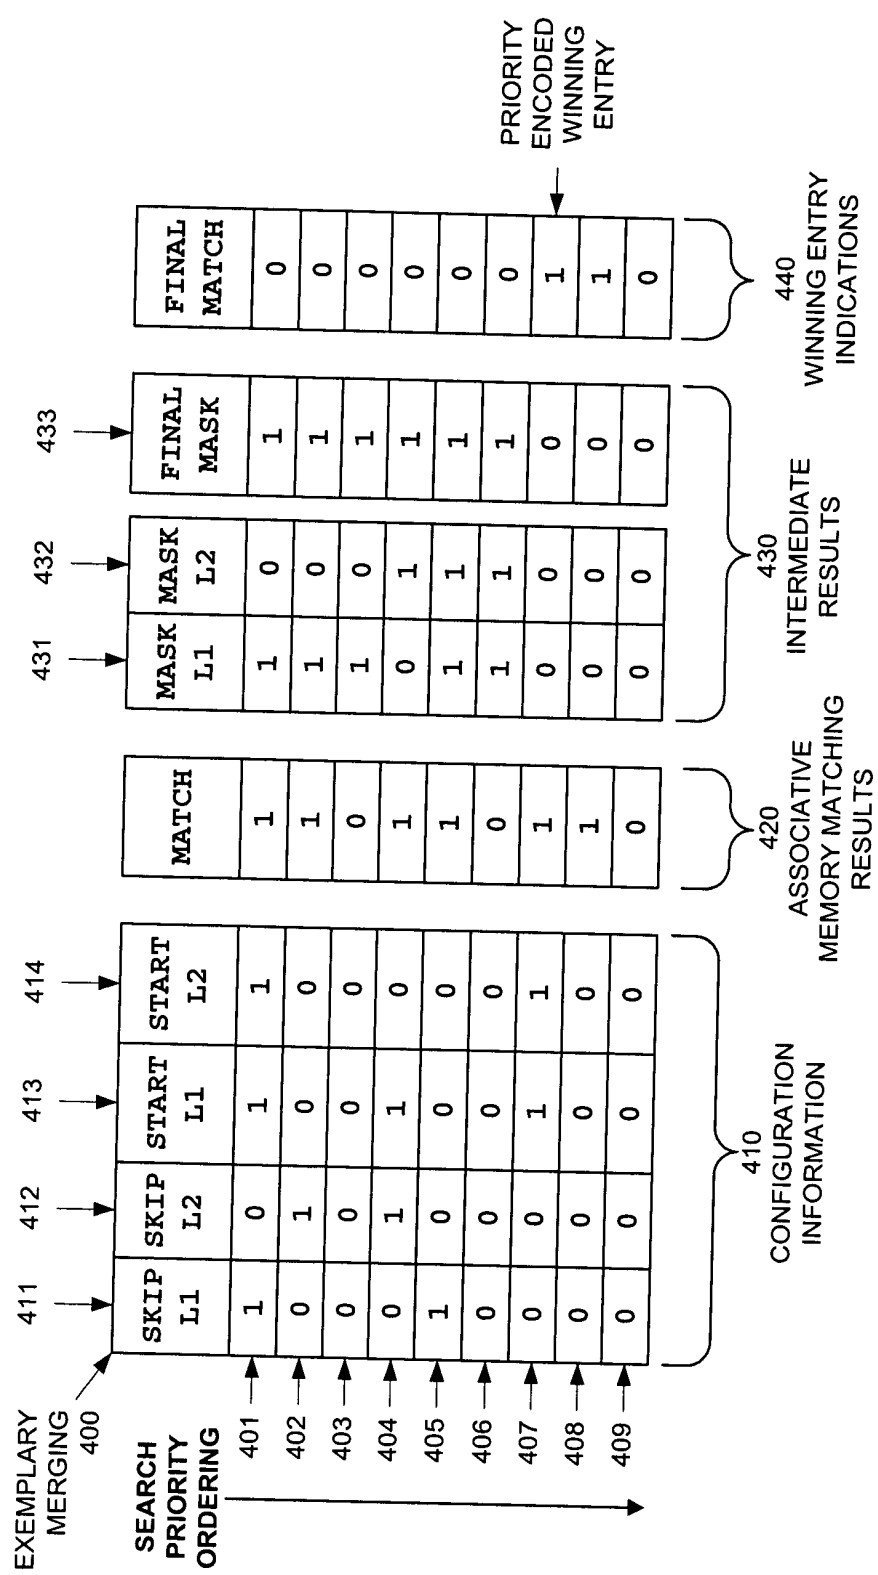 EXEMPLARY
MERGING
400
SEARCH
PRIORITY
ORDERING
411 412 413 414 431 432 433
SKIP L1 SKIP L2 START L1 START L2 MATCH MASK L1 MASK L2 FINAL MASK FINAL MATCH
401 1 0 1 1 1 1 0 1 0
402 0 1 0 0 1 1 0 1 0
403 0 0 0 0 0 1 0 1 0
404 0 1 1 0 1 0 1 1 0
405 1 0 0 0 1 1 1 1 0
406 0 0 0 0 0 1 1 1 0
407 0 0 1 1 1 0 0 0 1
408 0 0 0 0 1 0 0 0 1
409 0 0 0 0 0 0 0 0 0
PRIORITY
ENCODED
WINNING
ENTRY
410
CONFIGURATION
INFORMATION
420
ASSOCIATIVE
MEMORY MATCHING
RESULTS
430
INTERMEDIATE
RESULTS
440
WINNING ENTRY
INDICATIONS